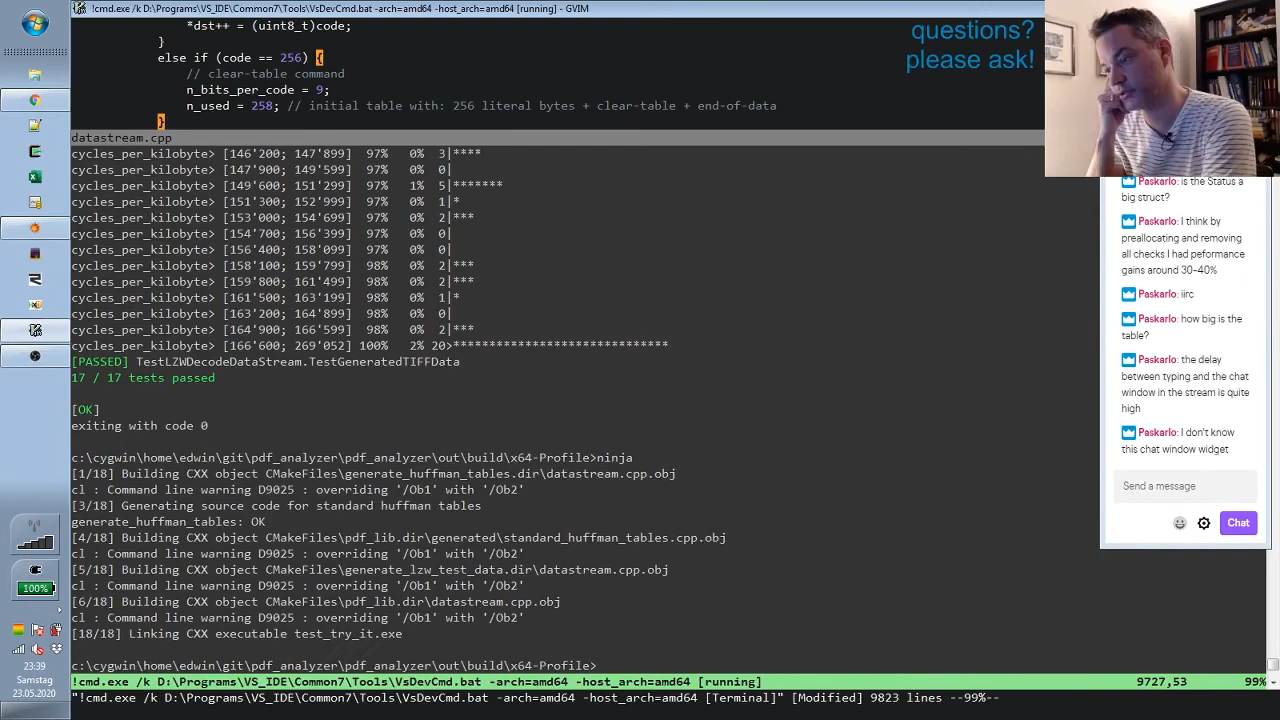 !cmd.exe /k D:\Programs\VS_IDE\Common7\Tools\VsDevCmd.bat -arch=amd64 -host_arch=amd64 [running] - GVIM
*dst++ = (uint8_t)code;
}
else if (code == 256) {
// clear-table command
n_bits_per_code = 9;
n_used = 258; // initial table with: 256 literal bytes + clear-table + end-of-data
}
questions?
please ask!
datastream.cpp
cycles_per_kilobyte> [146'200; 147'899] 97% 0% 3|****
cycles_per_kilobyte> [147'900; 149'599] 97% 0% 0|
cycles_per_kilobyte> [149'600; 151'299] 97% 1% 5|*******
cycles_per_kilobyte> [151'300; 152'999] 97% 0% 1|*
cycles_per_kilobyte> [153'000; 154'699] 97% 0% 2|***
cycles_per_kilobyte> [154'700; 156'399] 97% 0% 0|
cycles_per_kilobyte> [156'400; 158'099] 97% 0% 0|
cycles_per_kilobyte> [158'100; 159'799] 98% 0% 2|***
cycles_per_kilobyte> [159'800; 161'499] 98% 0% 2|***
cycles_per_kilobyte> [161'500; 163'199] 98% 0% 1|*
cycles_per_kilobyte> [163'200; 164'899] 98% 0% 0|
cycles_per_kilobyte> [164'900; 166'599] 98% 0% 2|***
cycles_per_kilobyte> [166'600; 269'052] 100% 2% 20>*****************************
[PASSED] TestLZWDecodeDataStream.TestGeneratedTIFFData
17 / 17 tests passed
[OK]
exiting with code 0
c:\cygwin\home\edwin\git\pdf_analyzer\pdf_analyzer\out\build\x64-Profile>ninja
[1/18] Building CXX object CMakeFiles\generate_huffman_tables.dir\datastream.cpp.obj
cl : Command line warning D9025 : overriding '/Ob1' with '/Ob2'
[3/18] Generating source code for standard huffman tables
generate_huffman_tables: OK
[4/18] Building CXX object CMakeFiles\pdf_lib.dir\generated\standard_huffman_tables.cpp.obj
cl : Command line warning D9025 : overriding '/Ob1' with '/Ob2'
[5/18] Building CXX object CMakeFiles\generate_lzw_test_data.dir\datastream.cpp.obj
cl : Command line warning D9025 : overriding '/Ob1' with '/Ob2'
[6/18] Building CXX object CMakeFiles\pdf_lib.dir\datastream.cpp.obj
cl : Command line warning D9025 : overriding '/Ob1' with '/Ob2'
[18/18] Linking CXX executable test_try_it.exe
c:\cygwin\home\edwin\git\pdf_analyzer\pdf_analyzer\out\build\x64-Profile>
!cmd.exe /k D:\Programs\VS_IDE\Common7\Tools\VsDevCmd.bat -arch=amd64 -host_arch=amd64 [running] 9727,53 99%
"!cmd.exe /k D:\Programs\VS_IDE\Common7\Tools\VsDevCmd.bat -arch=amd64 -host_arch=amd64 [Terminal]" [Modified] 9823 lines --99%--
Paskarlo: is the Status a
big struct?
Paskarlo: I think by
preallocating and removing
all checks I had peformance
gains around 30-40%
Paskarlo: iirc
Paskarlo: how big is the
table?
Paskarlo: the delay
between typing and the chat
window in the stream is quite
high
Paskarlo: I don't know
this chat window widget
Send a message
Chat
100%
23:39
Samstag
23.05.2020